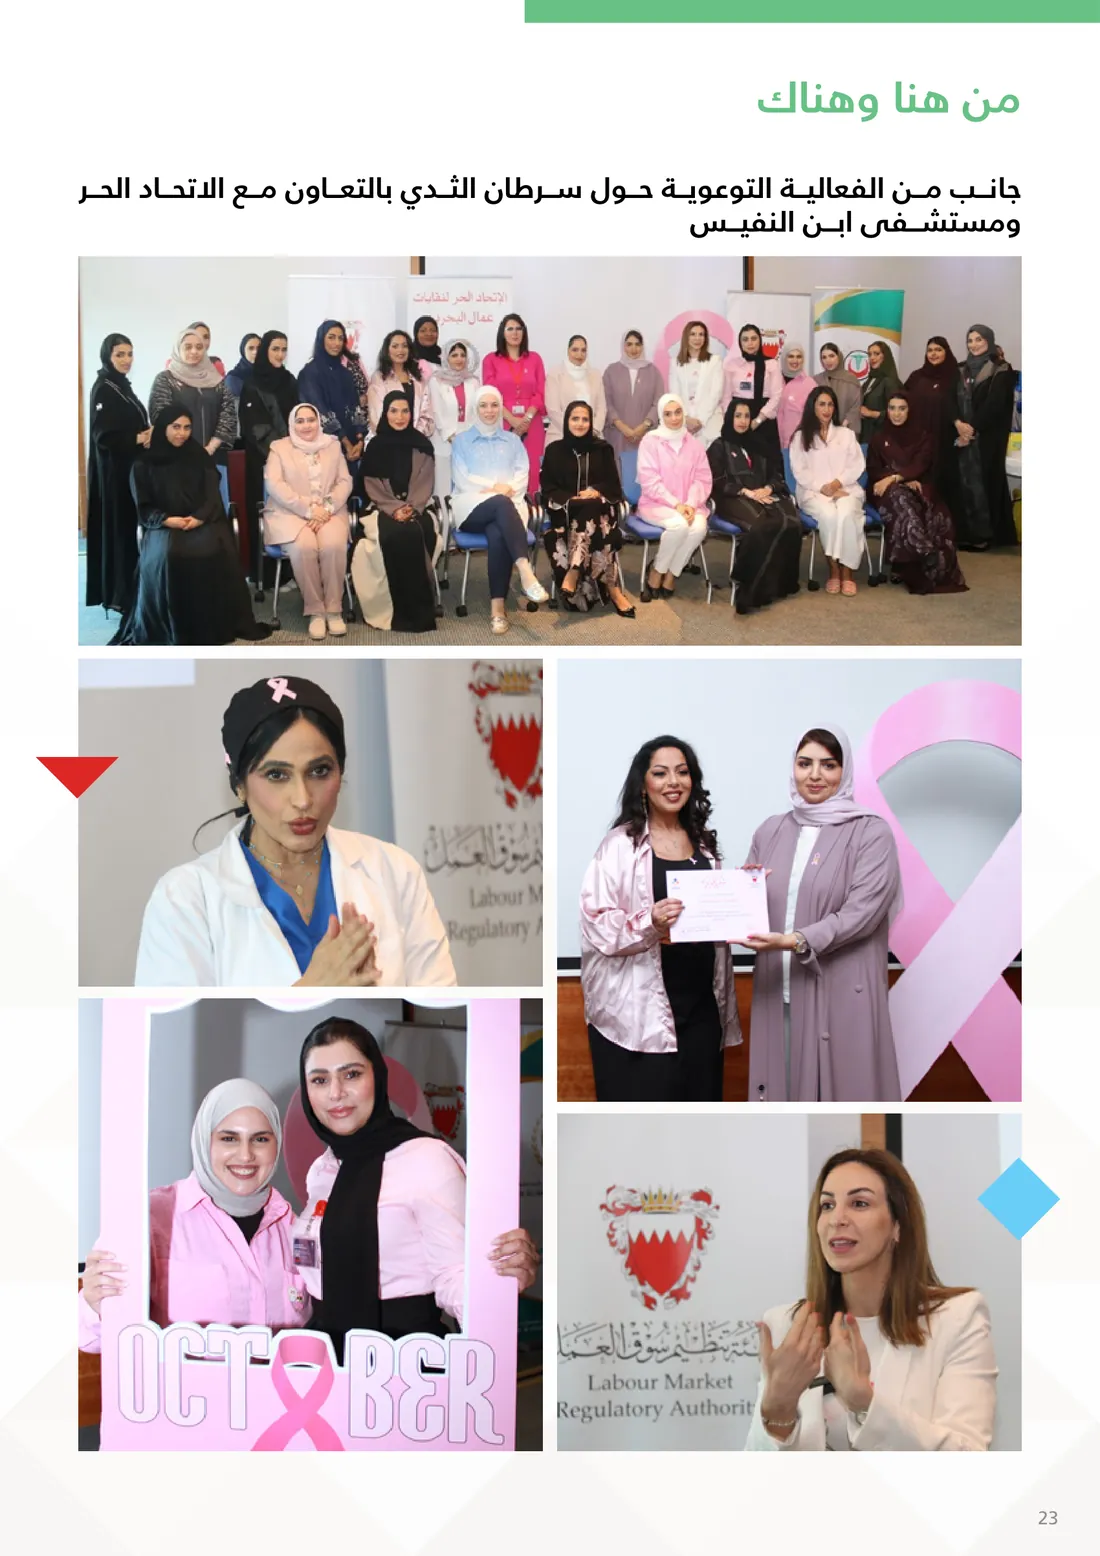 من هنا وهناك
جانب من الفعالية التوعوية حول سرطان الثدي بالتعاون مع الاتحاد الحر
ومستشفى ابن النفيس
الإتحاد الحر لنقابات
عمال البحرين
Labour M
Regulatory A
OCTOBER
Labour Market
Regulatory Authorit
23